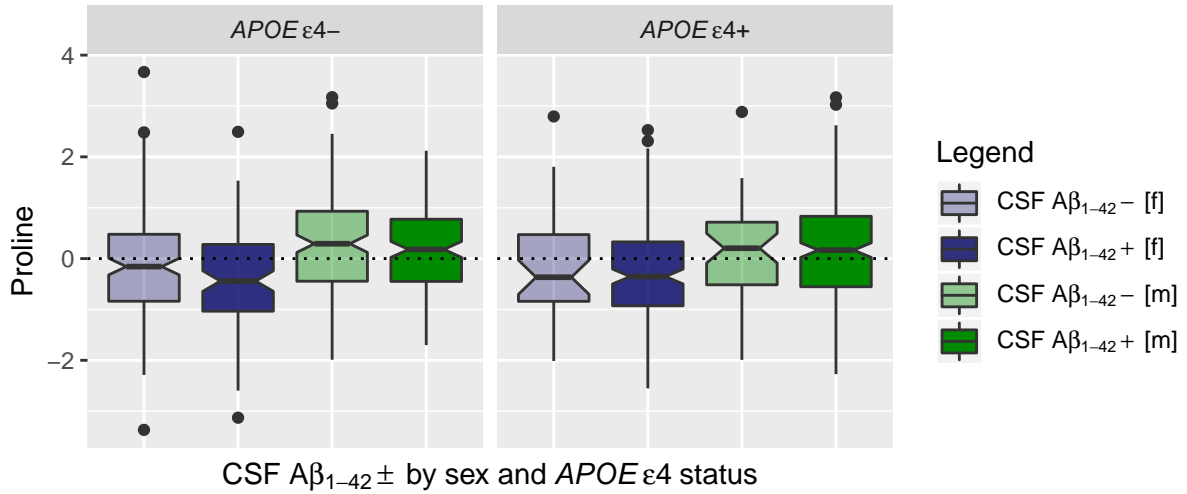 APOE ε4− APOE ε4+
4
2
0
−2
Proline
CSF Aβ1−42 ± by sex and APOE ε4 status
Legend
CSF Aβ1−42 − [f]
CSF Aβ1−42 + [f]
CSF Aβ1−42 − [m]
CSF Aβ1−42 + [m]